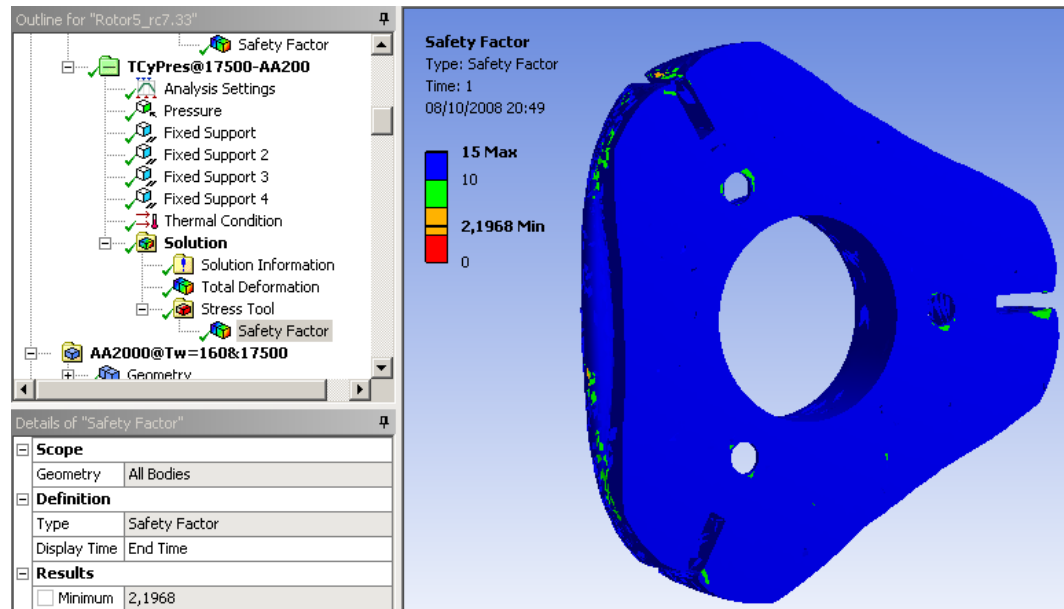 Outline for "Rotor5_rc7.33"
Safety Factor
TCyPres@17500-AA200
Analysis Settings
Pressure
Fixed Support
Fixed Support 2
Fixed Support 3
Fixed Support 4
Thermal Condition
Solution
Solution Information
Total Deformation
Stress Tool
Safety Factor
AA2000@Tw=160&17500
Geometry
Details of "Safety Factor"
Scope
Geometry All Bodies
Definition
Type Safety Factor
Display Time End Time
Results
Minimum 2,1968
Safety Factor
Type: Safety Factor
Time: 1
08/10/2008 20:49
15 Max
10
2,1968 Min
0